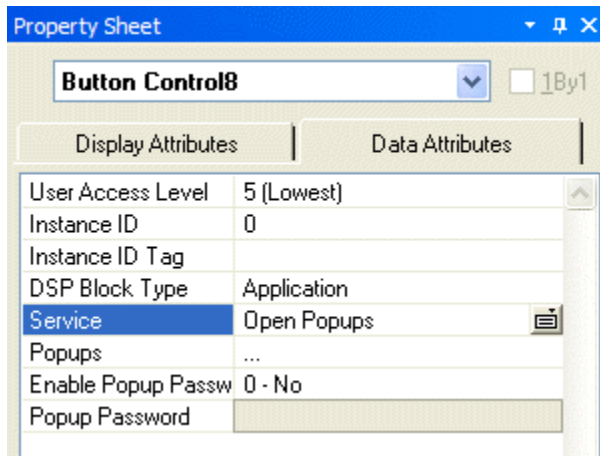 Property Sheet
Button Control8
1By1
Display Attributes
Data Attributes
User Access Level 5 (Lowest)
Instance ID 0
Instance ID Tag
DSP Block Type Application
Service Open Popups
Popups ...
Enable Popup Passw 0 - No
Popup Password